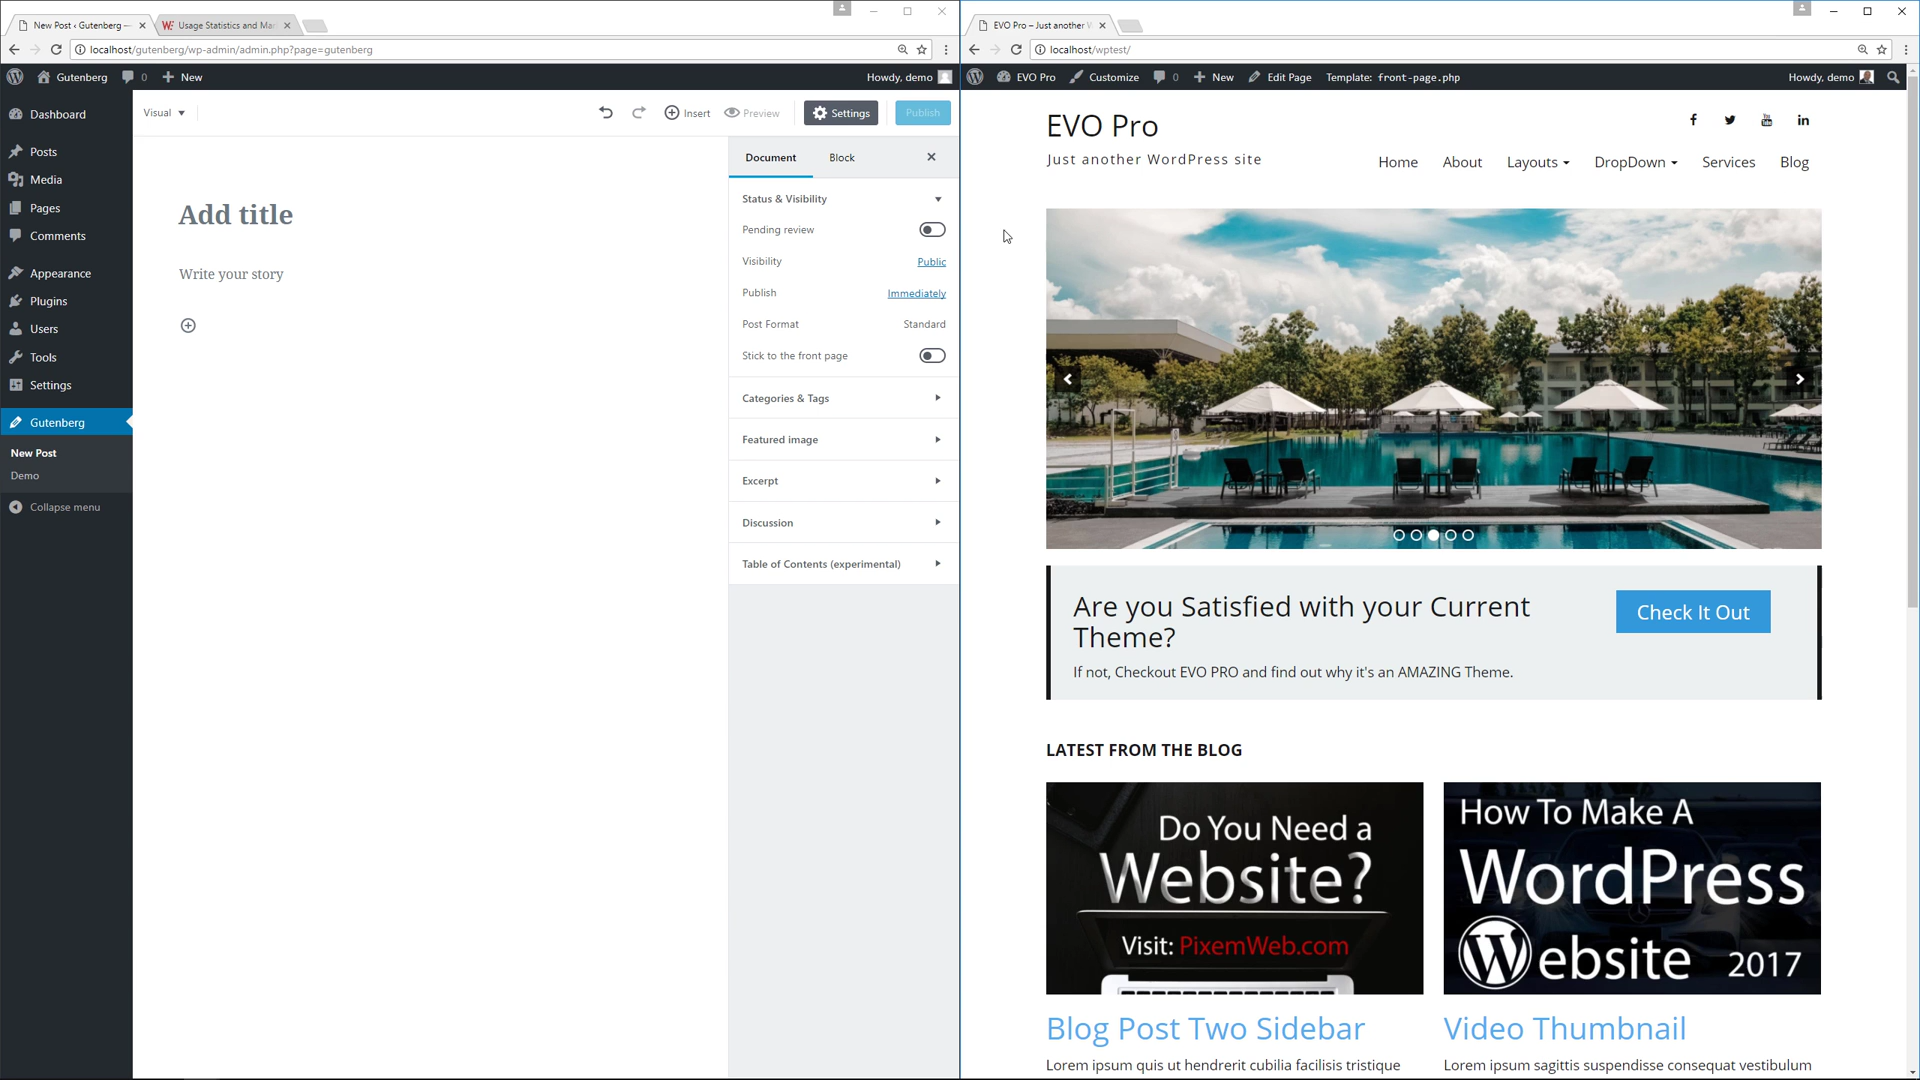 New Post ‹ Gutenberg —
Usage Statistics and Mar
localhost/gutenberg/wp-admin/admin.php?page=gutenberg
Gutenberg
0
New
Howdy, demo
Dashboard
Posts
Media
Pages
Comments
Appearance
Plugins
Users
Tools
Settings
Gutenberg
New Post
Demo
Collapse menu
Visual
Insert
Preview
Settings
Publish
Add title
Write your story
Document
Block
Status & Visibility
Pending review
Visibility
Public
Publish
Immediately
Post Format
Standard
Stick to the front page
Categories & Tags
Featured image
Excerpt
Discussion
Table of Contents (experimental)
EVO Pro – Just another W
localhost/wptest/
EVO Pro
Customize
0
New
Edit Page
Template: front-page.php
Howdy, demo
EVO Pro
Just another WordPress site
Home
About
Layouts
DropDown
Services
Blog
Are you Satisfied with your Current
Theme?
If not, Checkout EVO PRO and find out why it's an AMAZING Theme.
Check It Out
LATEST FROM THE BLOG
Do You Need a
Website?
Visit: PixemWeb.com
How To Make A
WordPress
Website 2017
Blog Post Two Sidebar
Lorem ipsum quis ut hendrerit cubilia facilisis tristique
Video Thumbnail
Lorem ipsum sagittis suspendisse consequat vestibulum